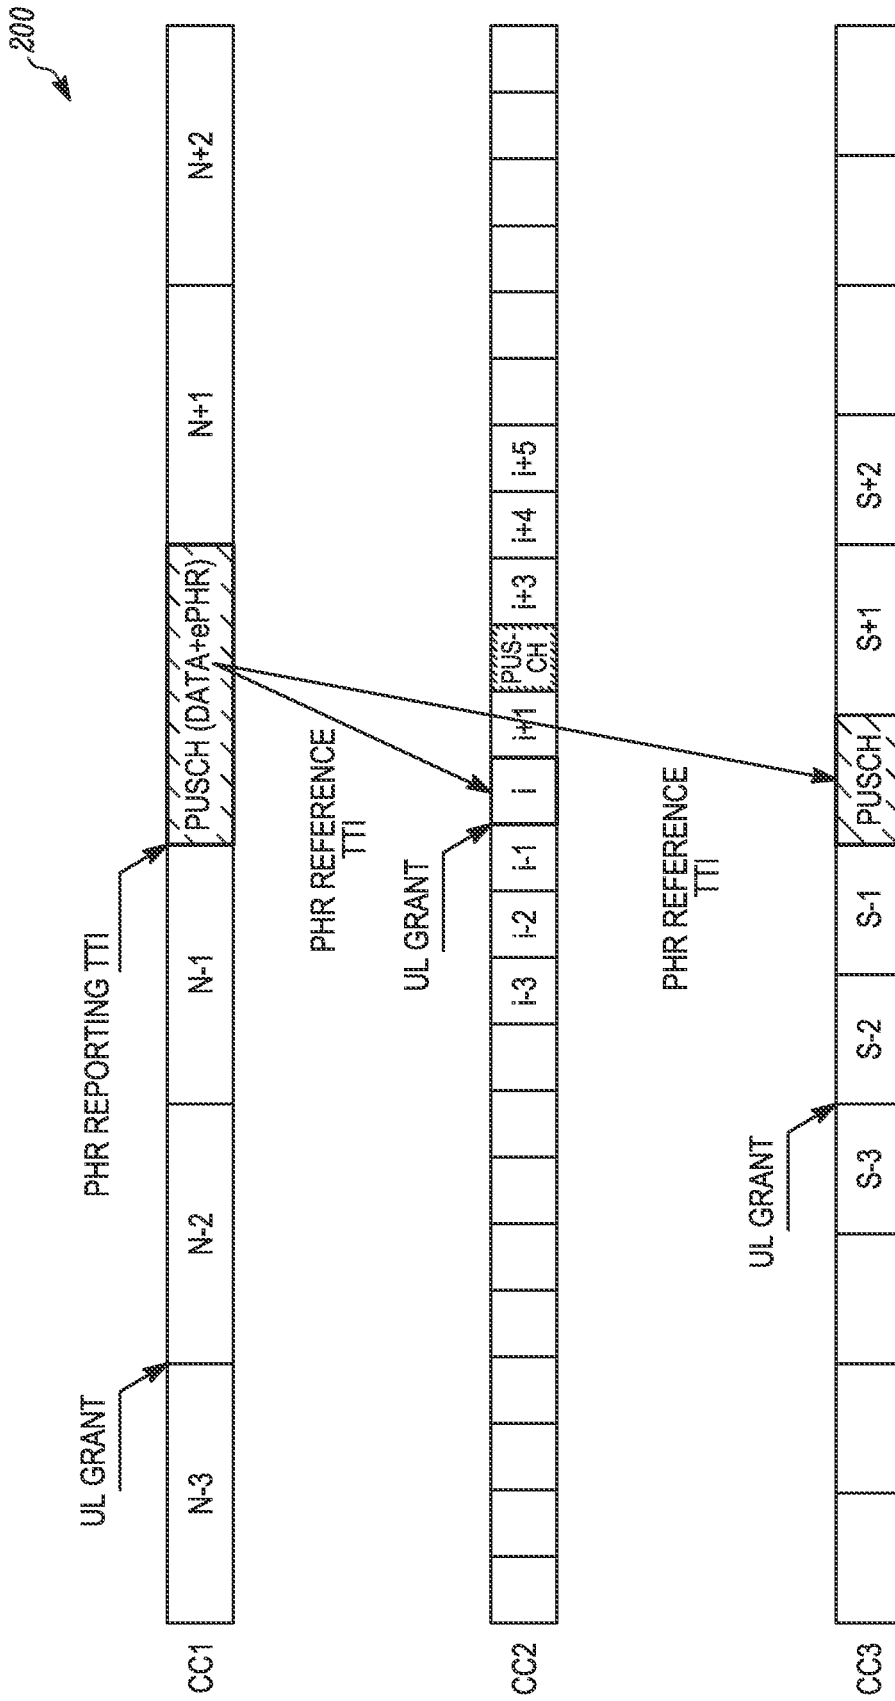 200
CC1
N-3
N-2
N-1
PUSCH (DATA+ePHR)
N+1
N+2
UL GRANT
PHR REPORTING TTI
PHR REFERENCE
TTI
CC2
i-3
i-2
i-1
i
i+1
PUS-
CH
i+3
i+4
i+5
UL GRANT
PHR REFERENCE
TTI
CC3
S-3
S-2
S-1
PUSCH
S+1
S+2
UL GRANT